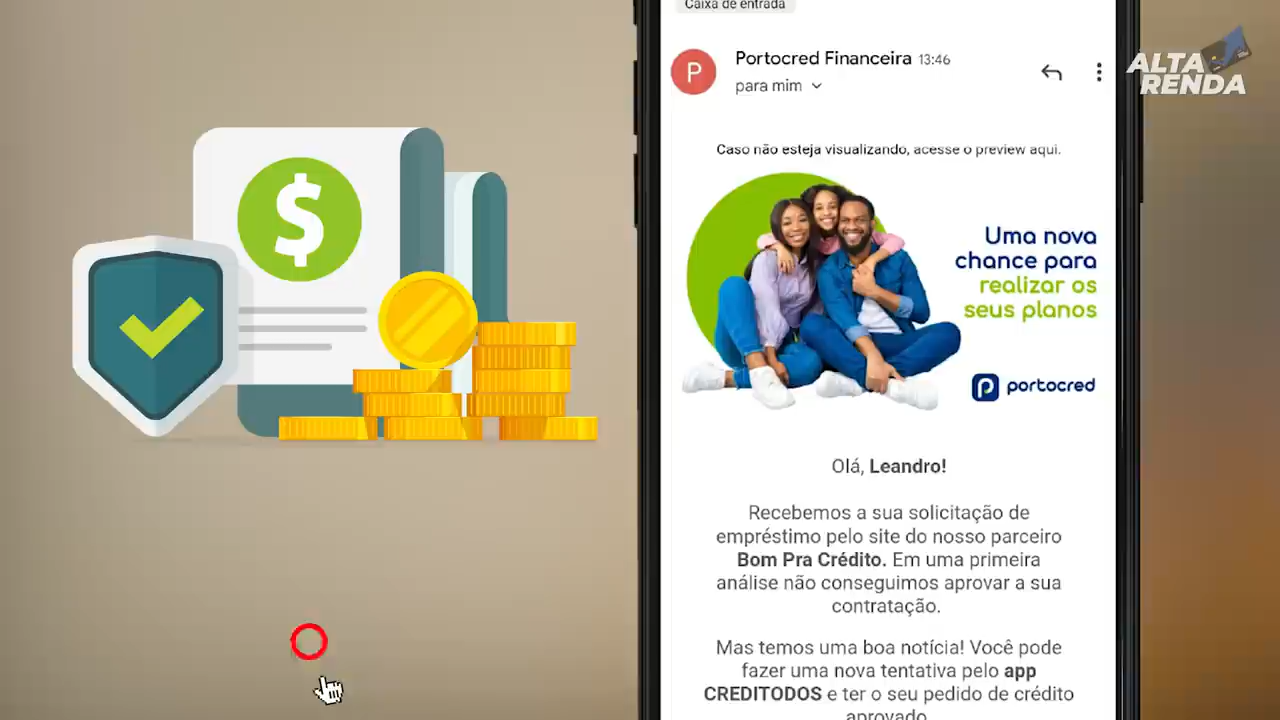 Caixa de entrada
Portocred Financeira 13:46
P
para mim
ALTA
RENDA
Caso não esteja visualizando, acesse o preview aqui.
Uma nova
chance para
realizar os
seus planos
portocred
$
Olá, Leandro!
Recebemos a sua solicitação de
empréstimo pelo site do nosso parceiro
Bom Pra Crédito. Em uma primeira
análise não conseguimos aprovar a sua
contratação.
Mas temos uma boa notícia! Você pode
fazer uma nova tentativa pelo app
CREDITODOS e ter o seu pedido de crédito
aprovado